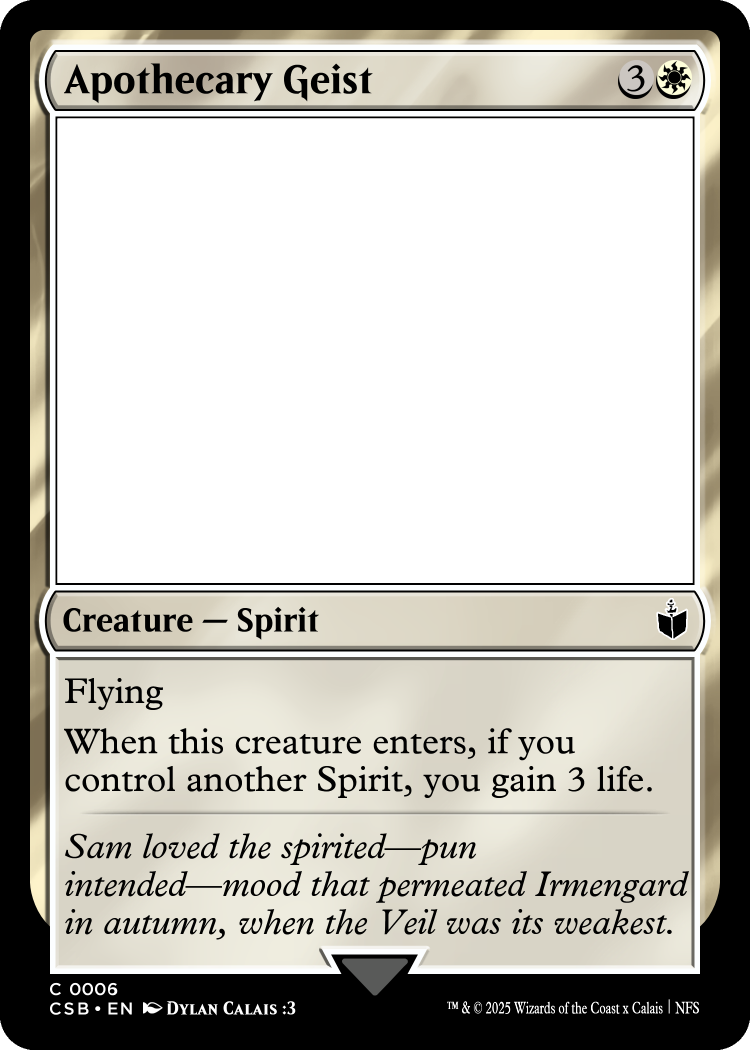 Apothecary Geist 3
Creature — Spirit
Flying
When this creature enters, if you
control another Spirit, you gain 3 life.
Sam loved the spirited—pun
intended—mood that permeated Irmengard
in autumn, when the Veil was its weakest.
C 0006
CSB • EN Dylan Calais :3
™ & © 2025 Wizards of the Coast x Calais | NFS